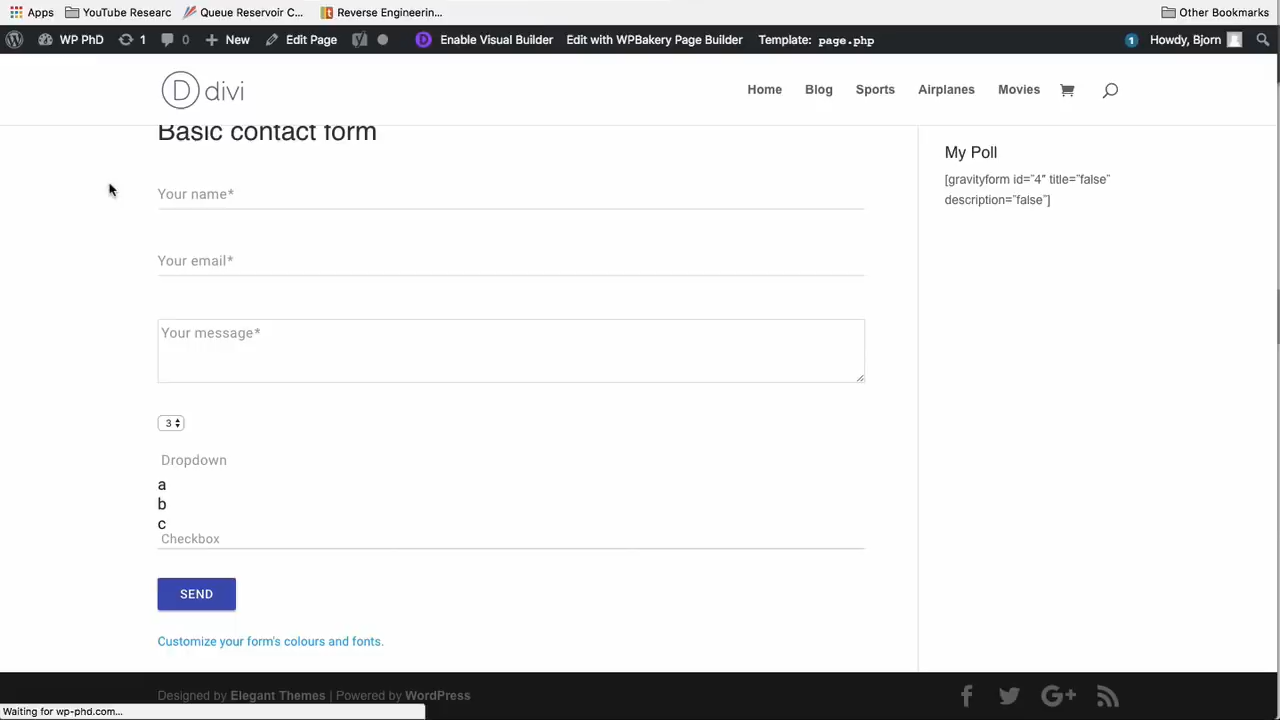 Apps YouTube Researc Queue Reservoir C... Reverse Engineerin... Other Bookmarks
WP PhD 1 0 New Edit Page Enable Visual Builder Edit with WPBakery Page Builder Template: page.php 1 Howdy, Bjorn
D divi Home Blog Sports Airplanes Movies
Basic contact form
My Poll
[gravityform id="4" title="false"
description="false"]
Your name*
Your email*
Your message*
3
Dropdown
a
b
c
Checkbox
SEND
Customize your form's colours and fonts.
Designed by Elegant Themes | Powered by WordPress
Waiting for wp-phd.com...